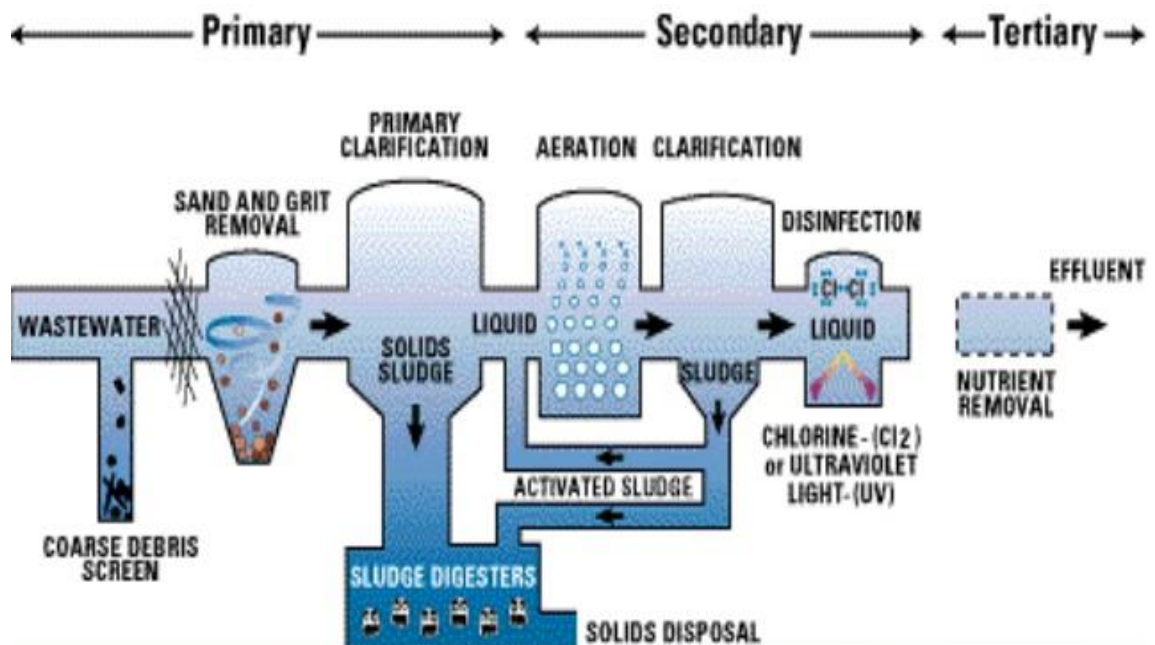 Primary
Secondary
Tertiary
PRIMARY
CLARIFICATION
AERATION
CLARIFICATION
SAND AND GRIT
REMOVAL
DISINFECTION
EFFLUENT
WASTEWATER
LIQUID
Cl-Cl
LIQUID
SOLIDS
SLUDGE
SLUDGE
NUTRIENT
REMOVAL
CHLORINE-(Cl2)
or ULTRAVIOLET
LIGHT-(UV)
ACTIVATED SLUDGE
COARSE DEBRIS
SCREEN
SLUDGE DIGESTERS
SOLIDS DISPOSAL